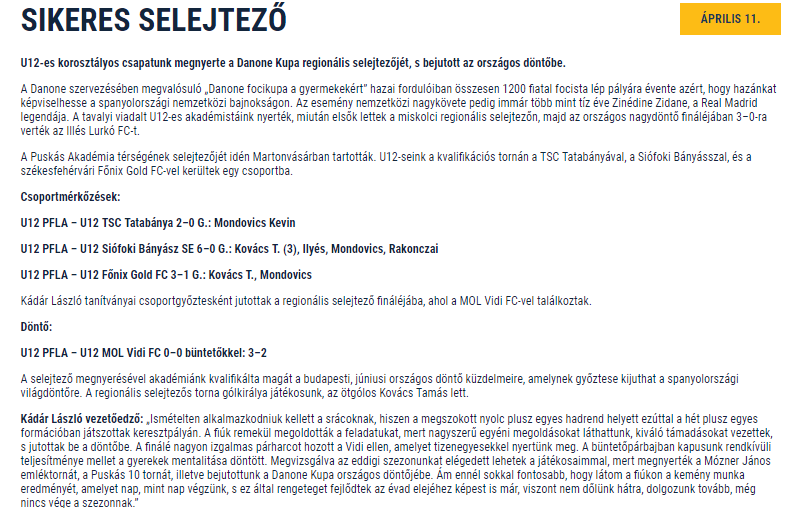 SIKERES SELEJTEZŐ
ÁPRILIS 11.
U12-es korosztályos csapatunk megnyerte a Danone Kupa regionális selejtezőjét, s bejutott az országos döntőbe.
A Danone szervezésében megvalósuló „Danone focikupa a gyermekekért” hazai fordulóiban összesen 1200 fiatal focista lép pályára évente azért, hogy hazánkat
képviselhesse a spanyolországi nemzetközi bajnokságon. Az esemény nemzetközi nagykövete pedig immár több mint tíz éve Zinédine Zidane, a Real Madrid
legendája. A tavalyi viadalt U12-es akadémistáink nyerték, miután elsők lettek a miskolci regionális selejtezőn, majd az országos nagydöntő fináléjában 3–0-ra
verték az Illés Lurkó FC-t.
A Puskás Akadémia térségének selejtezőjét idén Martonvásárban tartották. U12-seink a kvalifikációs tornán a TSC Tatabányával, a Siófoki Bányásszal, és a
székesfehérvári Főnix Gold FC-vel kerültek egy csoportba.
Csoportmérkőzések:
U12 PFLA – U12 TSC Tatabánya 2–0 G.: Mondovics Kevin
U12 PFLA – U12 Siófoki Bányász SE 6–0 G.: Kovács T. (3), Ilyés, Mondovics, Rakonczai
U12 PFLA – U12 Főnix Gold FC 3–1 G.: Kovács T., Mondovics
Kádár László tanítványai csoportgyőztesként jutottak a regionális selejtező fináléjába, ahol a MOL Vidi FC-vel találkoztak.
Döntő:
U12 PFLA – U12 MOL Vidi FC 0–0 büntetőkkel: 3–2
A selejtező megnyerésével akadémiánk kvalifikálta magát a budapesti, júniusi országos döntő küzdelmeire, amelynek győztese kijuthat a spanyolországi
világdöntőre. A regionális selejtezős torna gólkirálya játékosunk, az ötgólos Kovács Tamás lett.
Kádár László vezetőedző: „Ismételten alkalmazkodniuk kellett a srácoknak, hiszen a megszokott nyolc plusz egyes hadrend helyett ezúttal a hét plusz egyes
formációban játszottak keresztpályán. A fiúk remekül megoldották a feladatukat, mert nagyszerű egyéni megoldásokat láthattunk, kiváló támadásokat vezettek,
s jutottak be a döntőbe. A finálé nagyon izgalmas párharcot hozott a Vidi ellen, amelyet tizenegyesekkel nyertünk meg. A büntetőpárbajban kapusunk rendkívüli
teljesítménye mellet a gyerekek mentalitása döntött. Megvizsgálva az eddigi szezonunkat elégedett lehetek a játékosaimmal, mert megnyerték a Mózner János
emléktornát, a Puskás 10 tornát, illetve bejutottunk a Danone Kupa országos döntőjébe. Ám ennél sokkal fontosabb, hogy látom a fiúkon a kemény munka
eredményét, amelyet nap, mint nap végzünk, s ez által rengeteget fejlődtek az évad elejéhez képest is már, viszont nem dőlünk hátra, dolgozunk tovább, még
nincs vége a szezonnak.”